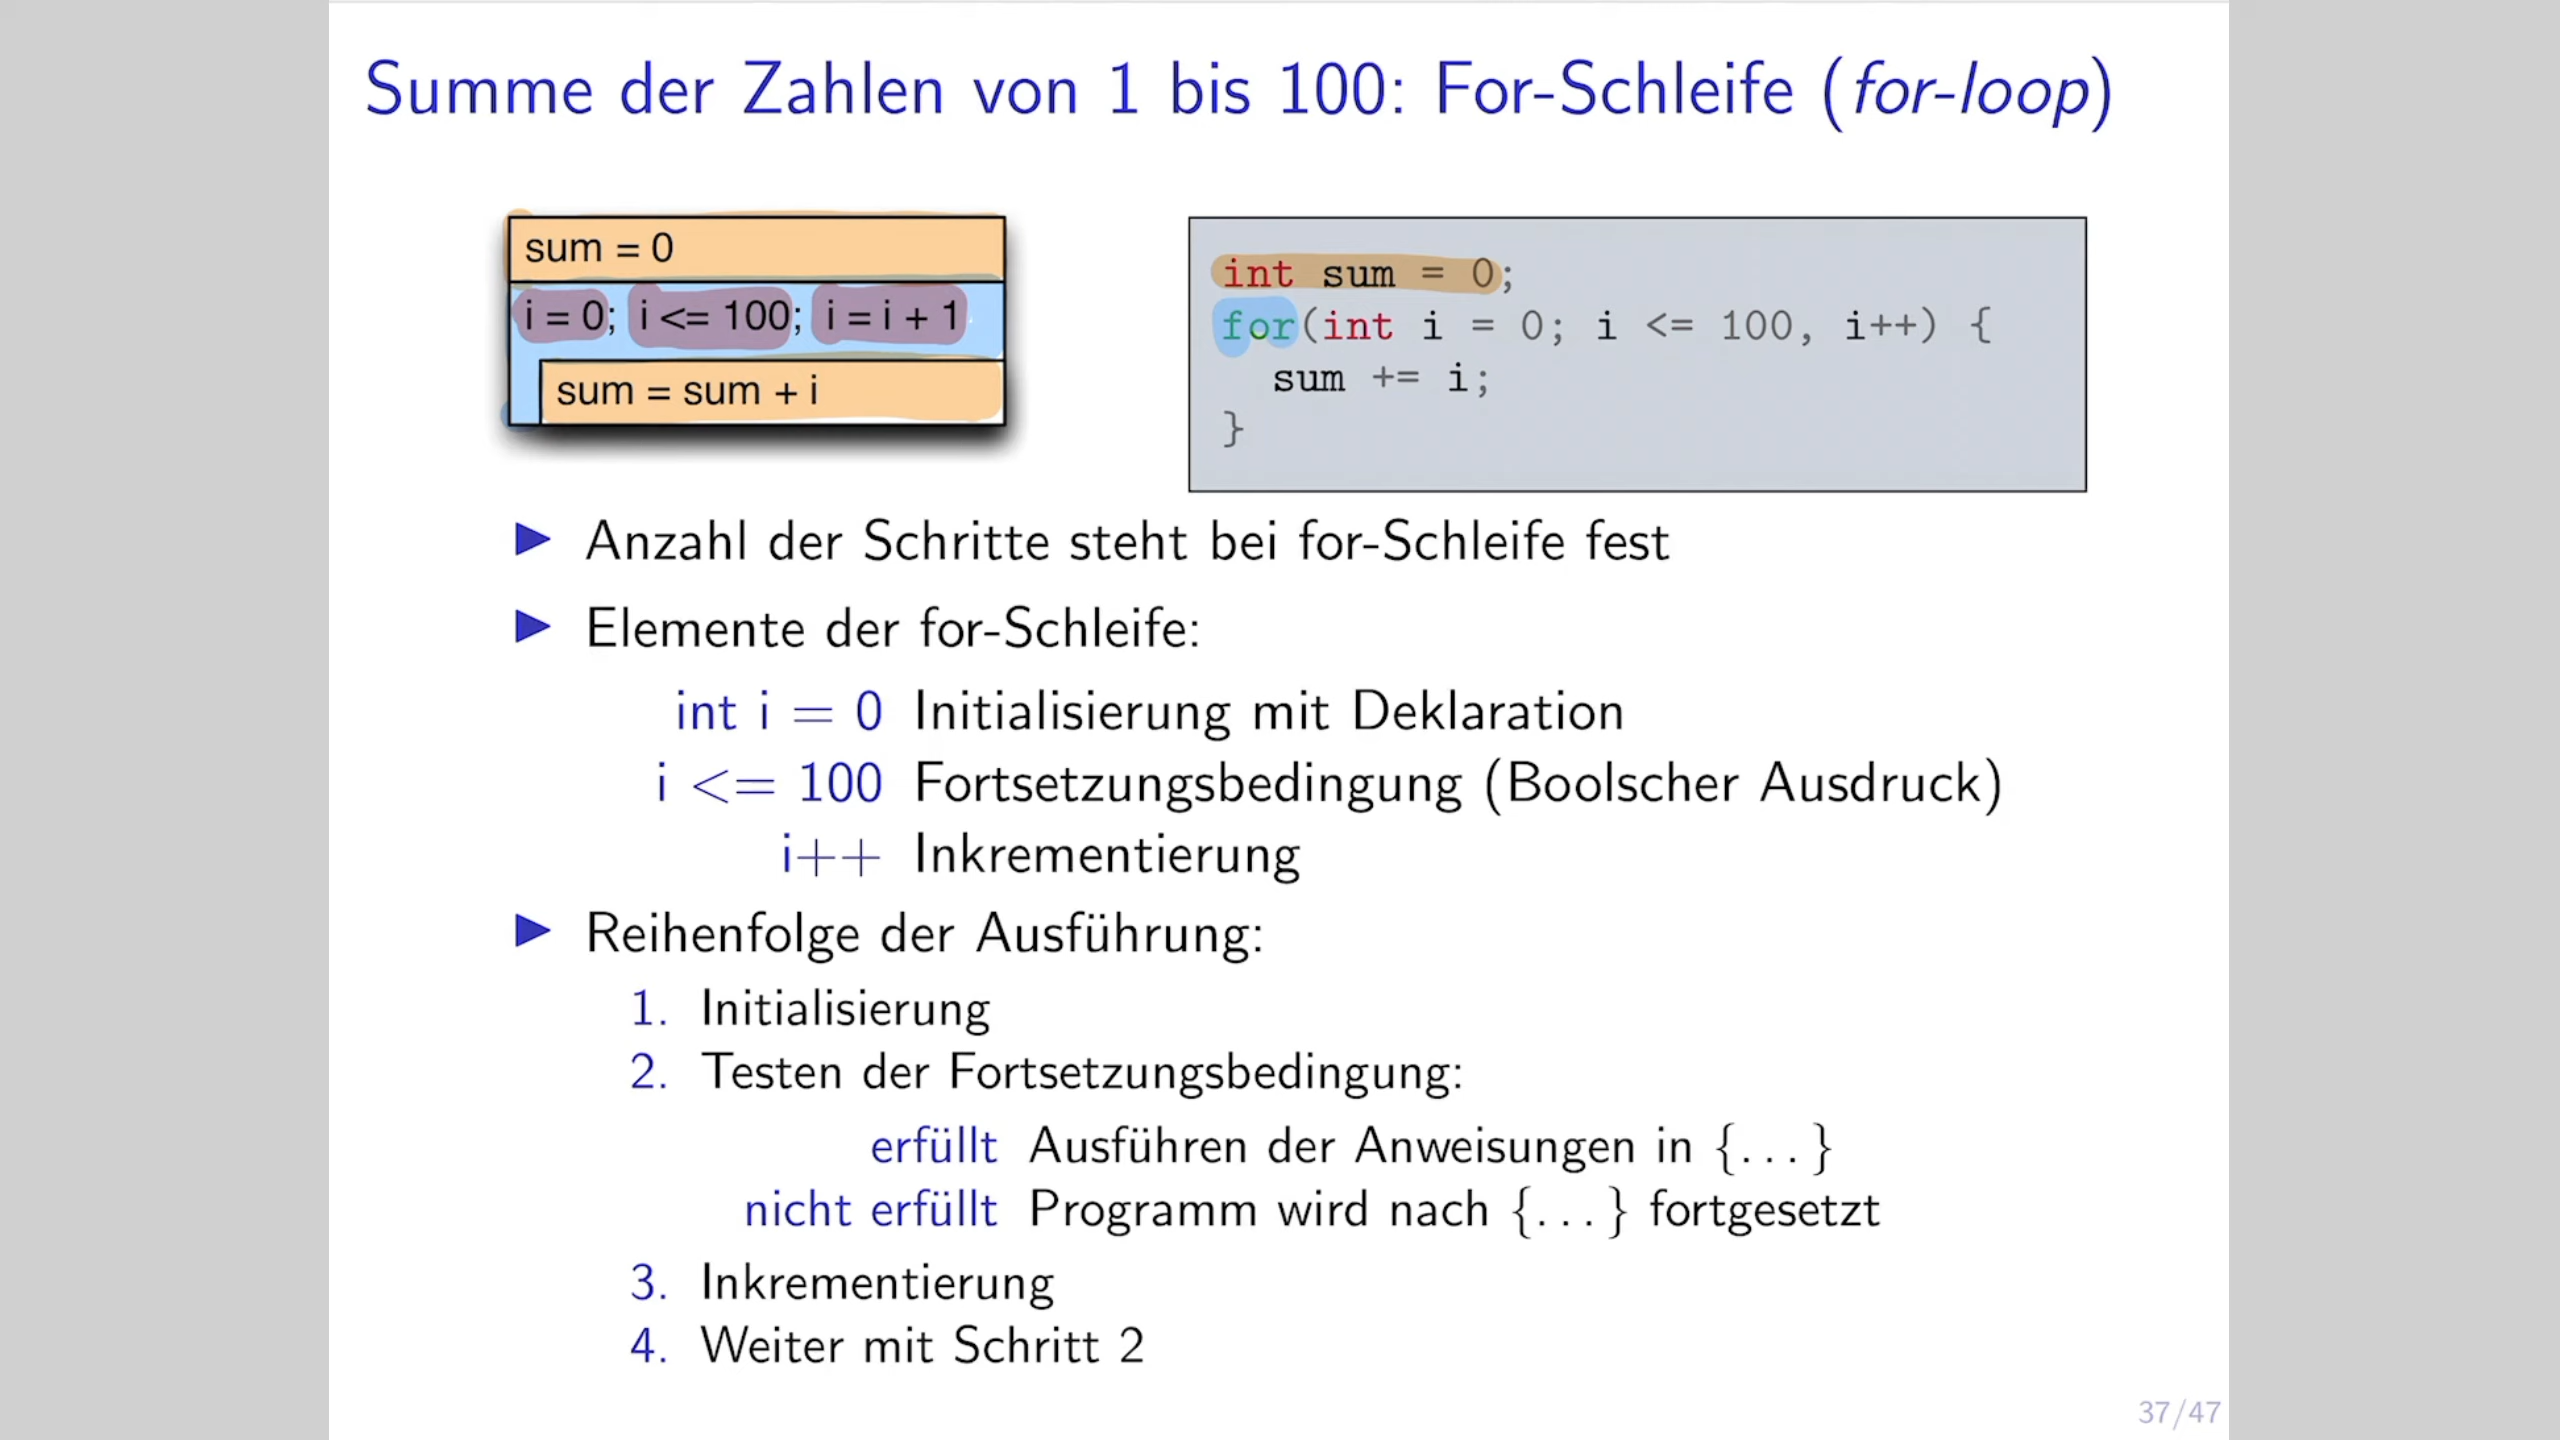 Summe der Zahlen von 1 bis 100: For-Schleife (for-loop)
sum = 0
i = 0; i <= 100; i = i + 1
sum = sum + i
int sum = 0;
for(int i = 0; i <= 100, i++) {
sum += i;
}
Anzahl der Schritte steht bei for-Schleife fest
Elemente der for-Schleife:
int i = 0 Initialisierung mit Deklaration
i <= 100 Fortsetzungsbedingung (Boolscher Ausdruck)
i++ Inkrementierung
Reihenfolge der Ausführung:
1. Initialisierung
2. Testen der Fortsetzungsbedingung:
erfüllt Ausführen der Anweisungen in {...}
nicht erfüllt Programm wird nach {...} fortgesetzt
3. Inkrementierung
4. Weiter mit Schritt 2
37/47